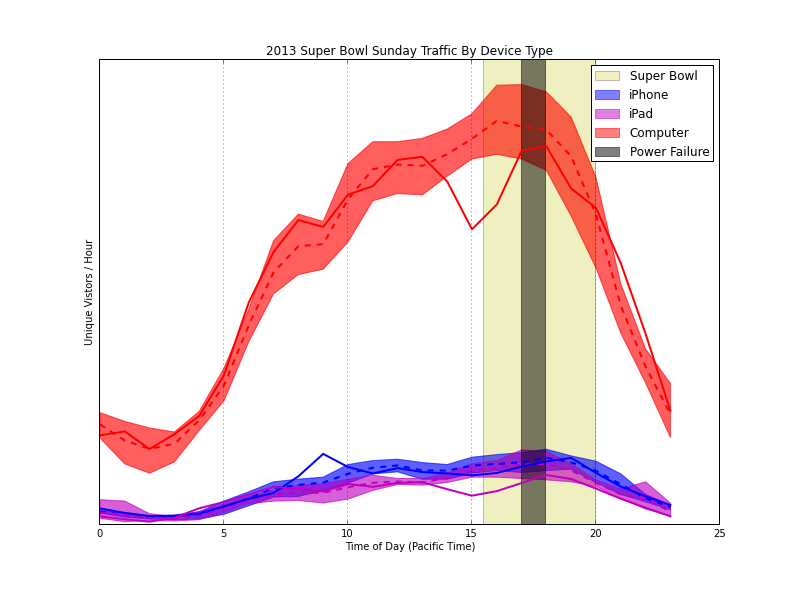 2013 Super Bowl Sunday Traffic By Device Type
Super Bowl
iPhone
iPad
Computer
Power Failure
Unique Vistors / Hour
0 5 10 15 20 25
Time of Day (Pacific Time)